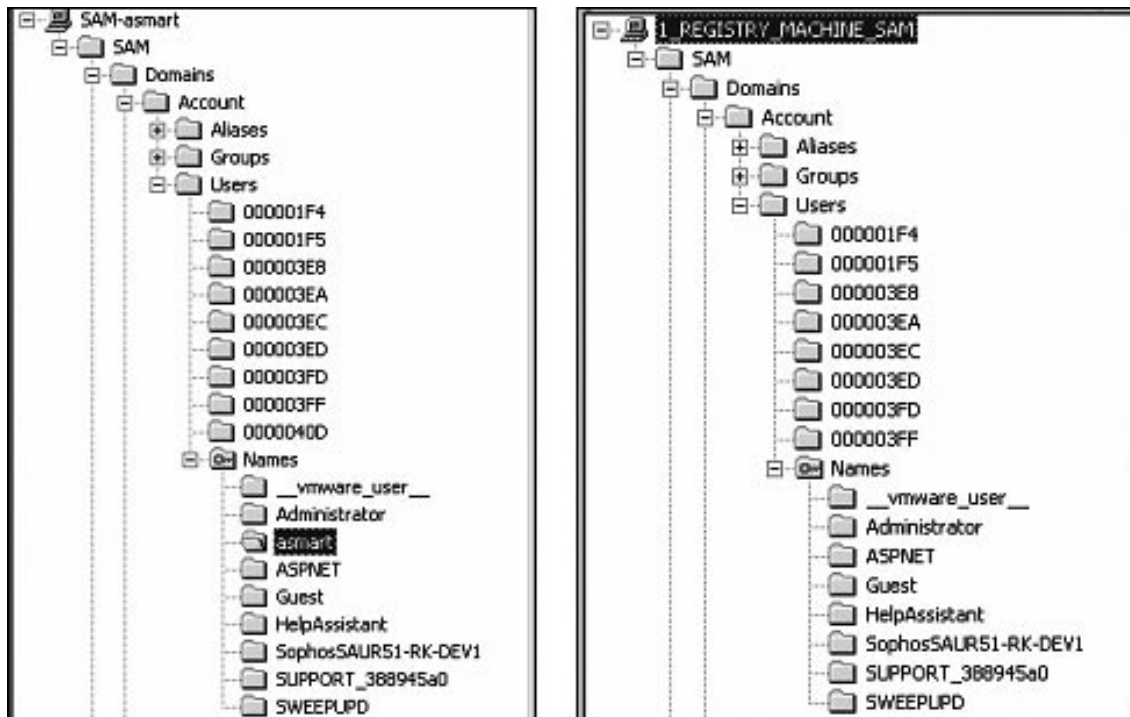 SAM-asmart
SAM
Domains
Account
Aliases
Groups
Users
000001F4
000001F5
000003E8
000003EA
000003EC
000003ED
000003FD
000003FF
0000040D
Names
__vmware_user__
Administrator
asmart
ASPNET
Guest
HelpAssistant
SophosSAUR51-RK-DEV1
SUPPORT_388945a0
SWEEPUPD
1_REGISTRY_MACHINE_SAM
SAM
Domains
Account
Aliases
Groups
Users
000001F4
000001F5
000003E8
000003EA
000003EC
000003ED
000003FD
000003FF
Names
__vmware_user__
Administrator
ASPNET
Guest
HelpAssistant
SophosSAUR51-RK-DEV1
SUPPORT_388945a0
SWEEPUPD